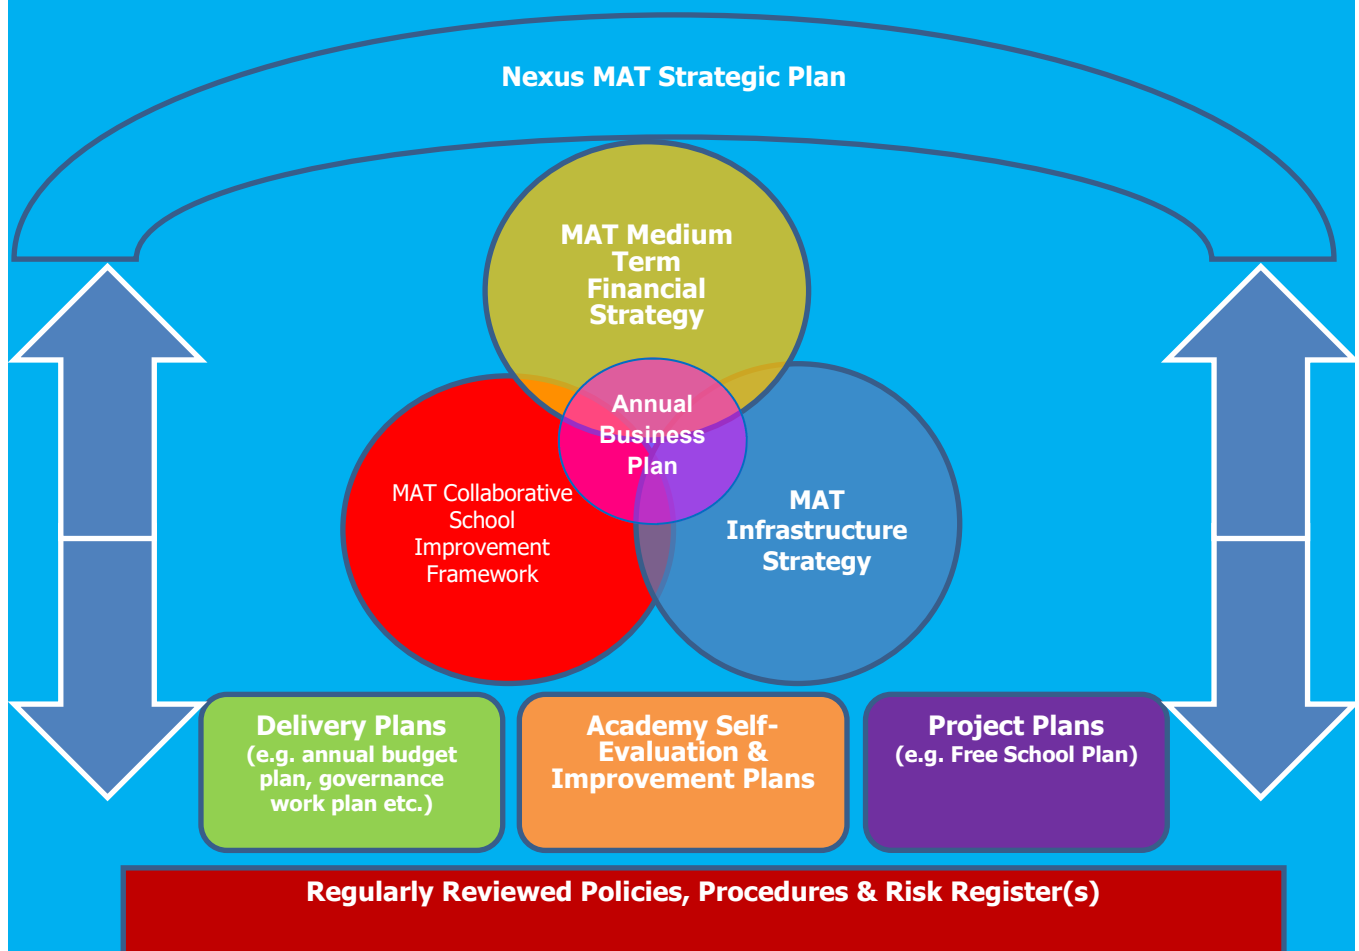 Nexus MAT Strategic Plan
MAT Medium
Term
Financial
Strategy
Annual
Business
Plan
MAT Collaborative
School
Improvement
Framework
MAT
Infrastructure
Strategy
Delivery Plans
(e.g. annual budget
plan, governance
work plan etc.)
Academy Self-
Evaluation &
Improvement Plans
Project Plans
(e.g. Free School Plan)
Regularly Reviewed Policies, Procedures & Risk Register(s)